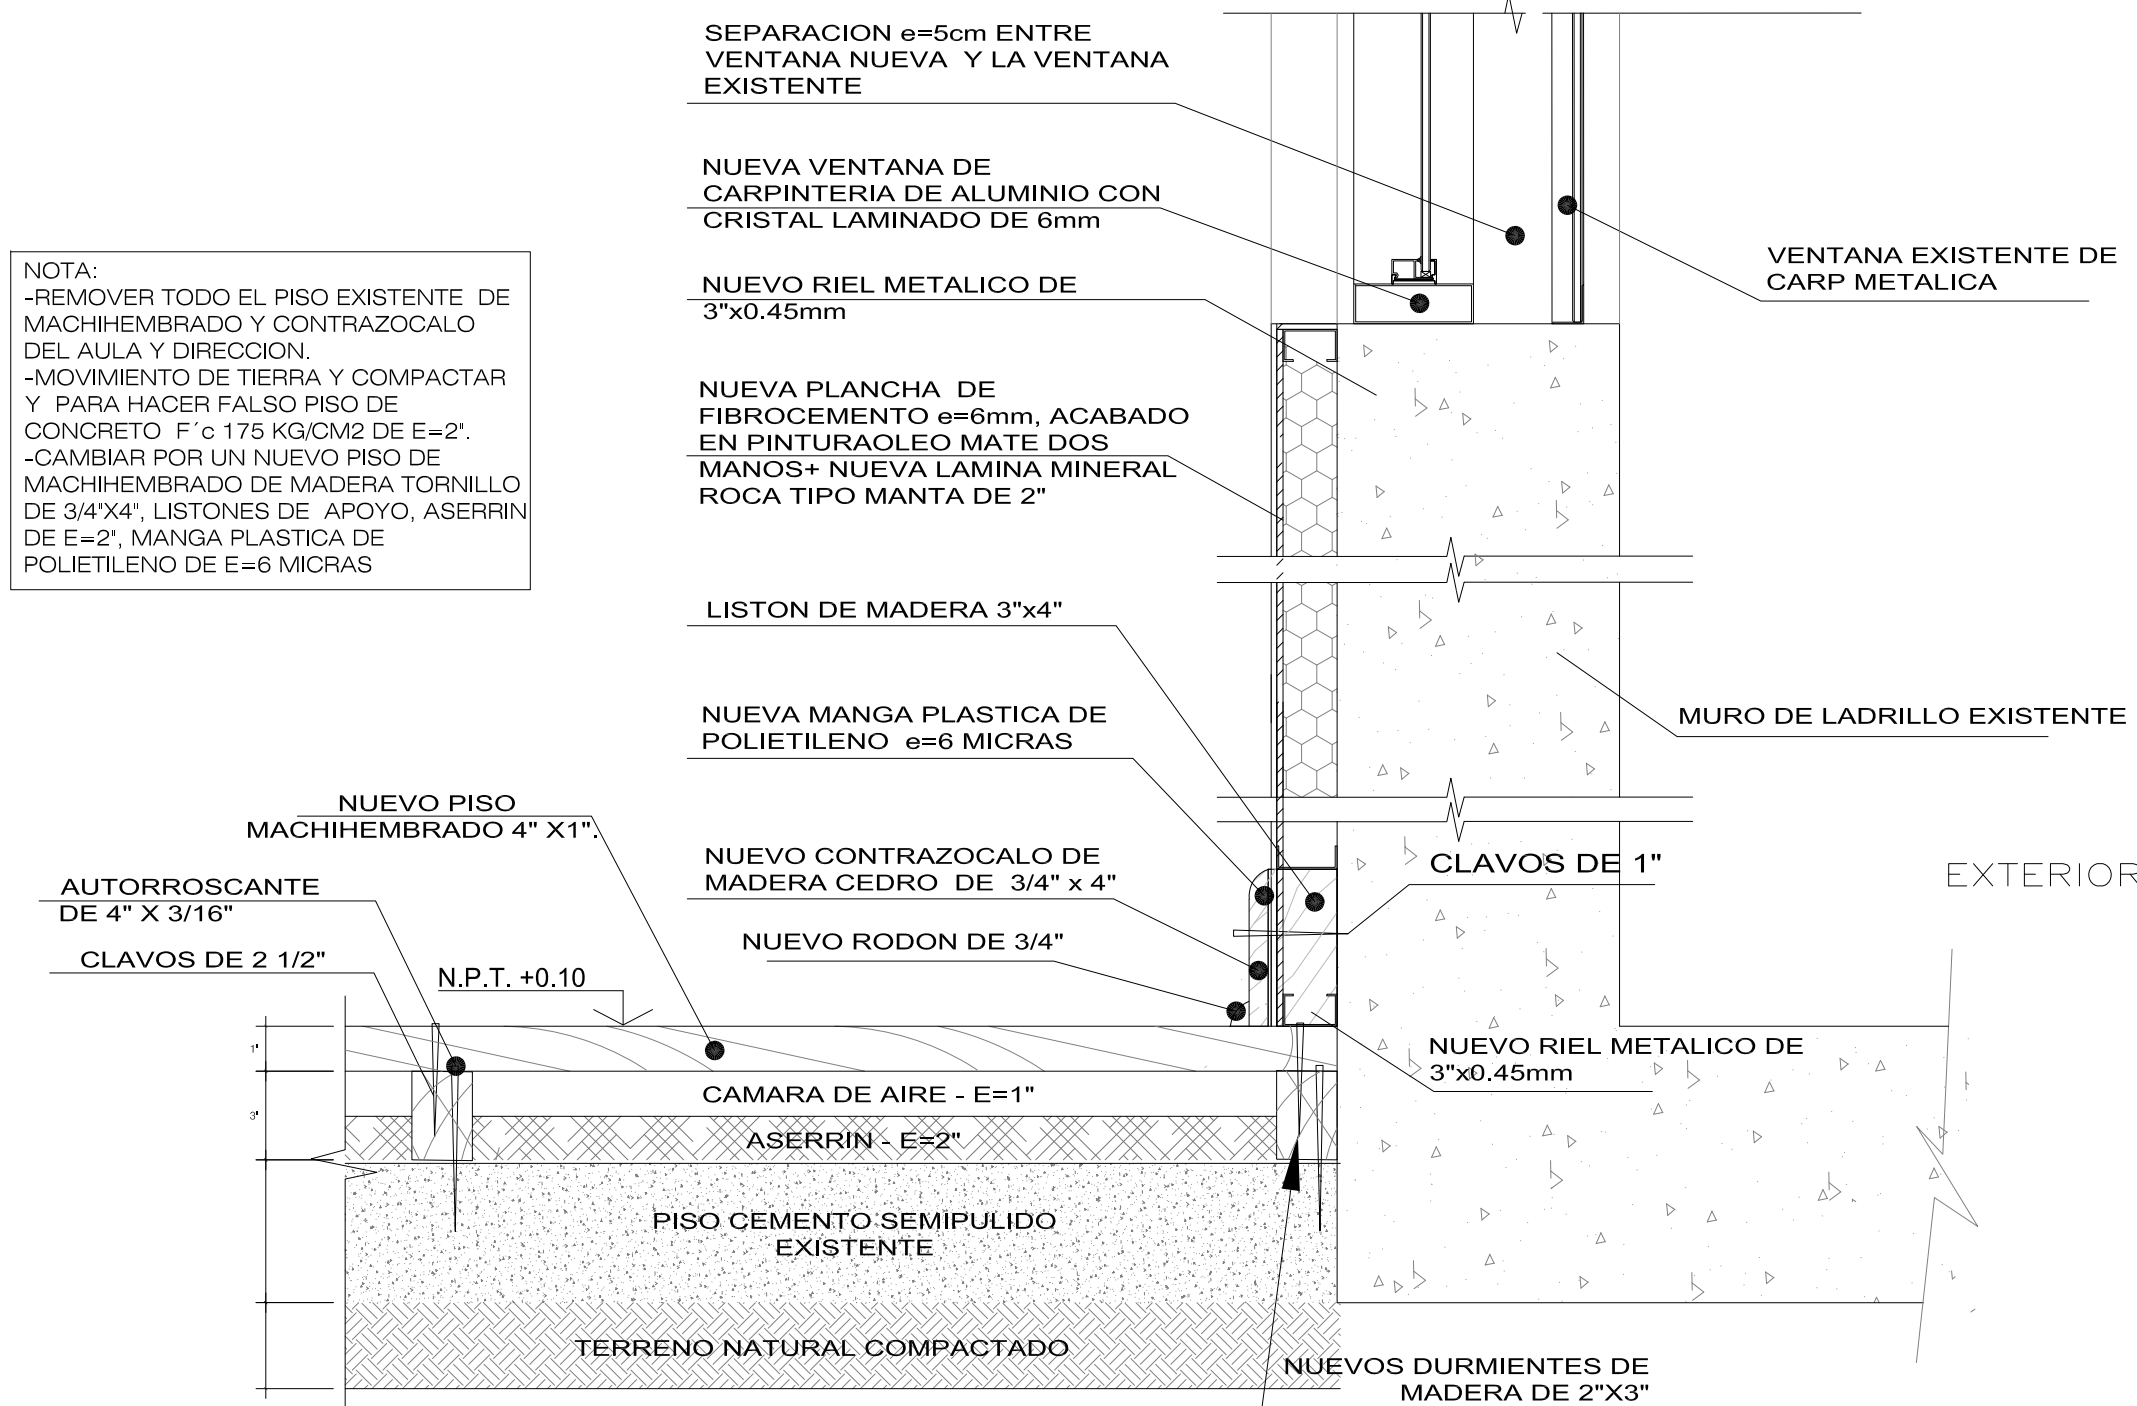 SEPARACION e=5cm ENTRE
VENTANA NUEVA Y LA VENTANA
EXISTENTE
NUEVA VENTANA DE
CARPINTERIA DE ALUMINIO CON
CRISTAL LAMINADO DE 6mm
VENTANA EXISTENTE DE
CARP METALICA
NOTA:
-REMOVER TODO EL PISO EXISTENTE DE
MACHIHEMBRADO Y CONTRAZOCALO
DEL AULA Y DIRECCION.
-MOVIMIENTO DE TIERRA Y COMPACTAR
Y PARA HACER FALSO PISO DE
CONCRETO F´c 175 KG/CM2 DE E=2".
-CAMBIAR POR UN NUEVO PISO DE
MACHIHEMBRADO DE MADERA TORNILLO
DE 3/4"X4", LISTONES DE APOYO, ASERRIN
DE E=2", MANGA PLASTICA DE
POLIETILENO DE E=6 MICRAS
NUEVO RIEL METALICO DE
3"x0.45mm
NUEVA PLANCHA DE
FIBROCEMENTO e=6mm, ACABADO
EN PINTURAOLEO MATE DOS
MANOS+ NUEVA LAMINA MINERAL
ROCA TIPO MANTA DE 2"
LISTON DE MADERA 3"x4"
NUEVA MANGA PLASTICA DE
POLIETILENO e=6 MICRAS
MURO DE LADRILLO EXISTENTE
NUEVO PISO
MACHIHEMBRADO 4" X1".
NUEVO CONTRAZOCALO DE
MADERA CEDRO DE 3/4" x 4"
CLAVOS DE 1"
EXTERIOR
AUTORROSCANTE
DE 4" X 3/16"
NUEVO RODON DE 3/4"
CLAVOS DE 2 1/2"
N.P.T. +0.10
1"
NUEVO RIEL METALICO DE
3"x0.45mm
CAMARA DE AIRE - E=1"
3"
ASERRIN - E=2"
PISO CEMENTO SEMIPULIDO
EXISTENTE
TERRENO NATURAL COMPACTADO
NUEVOS DURMIENTES DE
MADERA DE 2"X3"